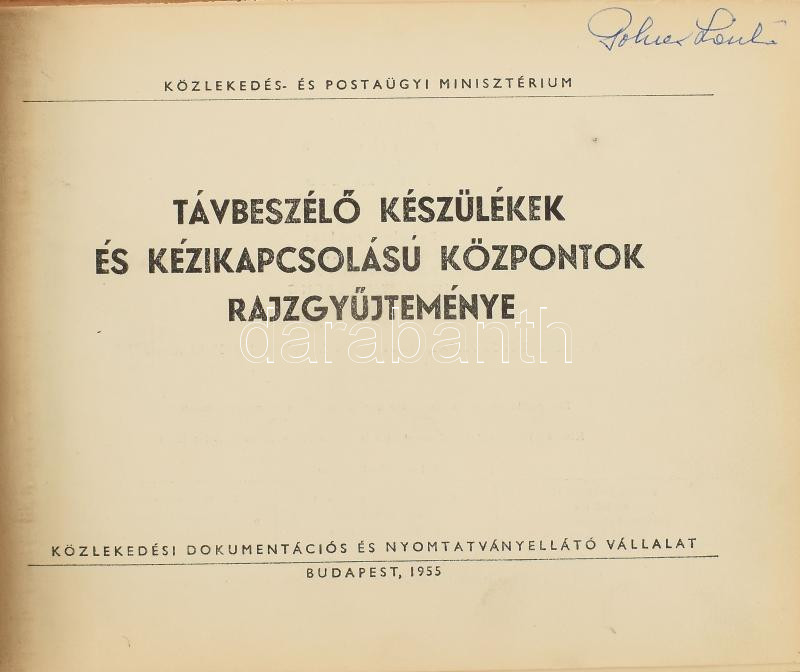 KÖZLEKEDÉS- ÉS POSTAÜGYI MINISZTÉRIUM
TÁVBESZÉLŐ KÉSZÜLÉKEK
ÉS KÉZIKAPCSOLÁSÚ KÖZPONTOK
RAJZGYŰJTEMÉNYE
darabanth
KÖZLEKEDÉSI DOKUMENTÁCIÓS ÉS NYOMTATVÁNYELLÁTÓ VÁLLALAT
BUDAPEST, 1955